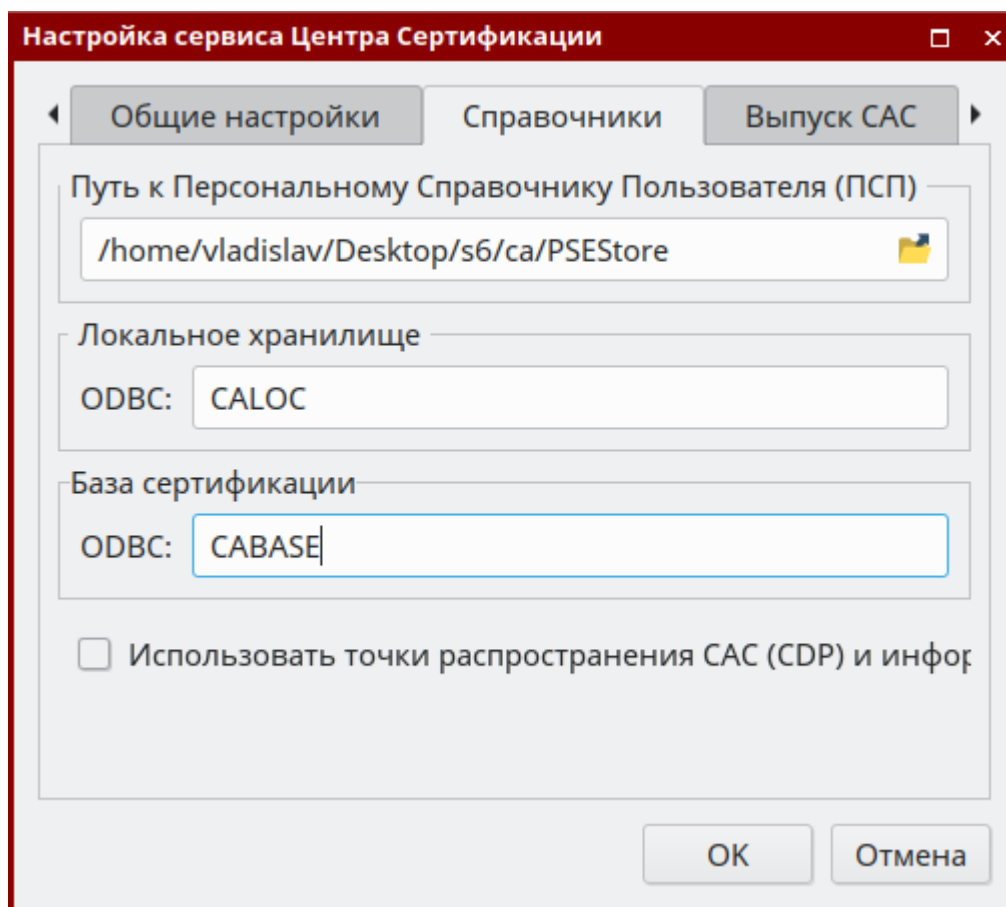 Настройка сервиса Центра Сертификации
Общие настройки Справочники Выпуск САС
Путь к Персональному Справочнику Пользователя (ПСП)
/home/vladislav/Desktop/s6/ca/PSEStore
Локальное хранилище
ODBC: CALOC
База сертификации
ODBC: CABASE
Использовать точки распространения САС (CDP) и инфор
OK Отмена